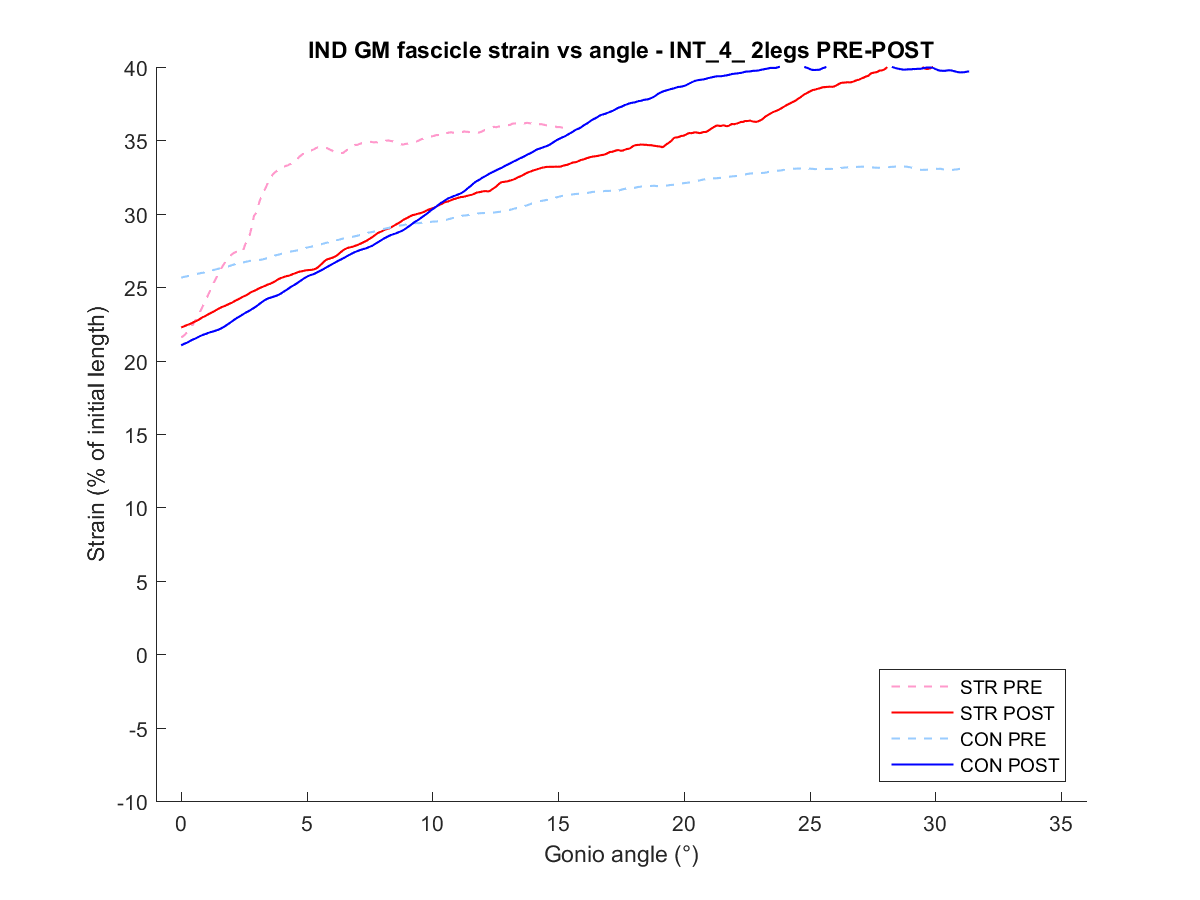 IND GM fascicle strain vs angle - INT_4_ 2legs PRE-POST
40
35
30
25
20
15
10
5
0
-5
-10
Strain (% of initial length)
0 5 10 15 20 25 30 35
Gonio angle (°)
STR PRE
STR POST
CON PRE
CON POST